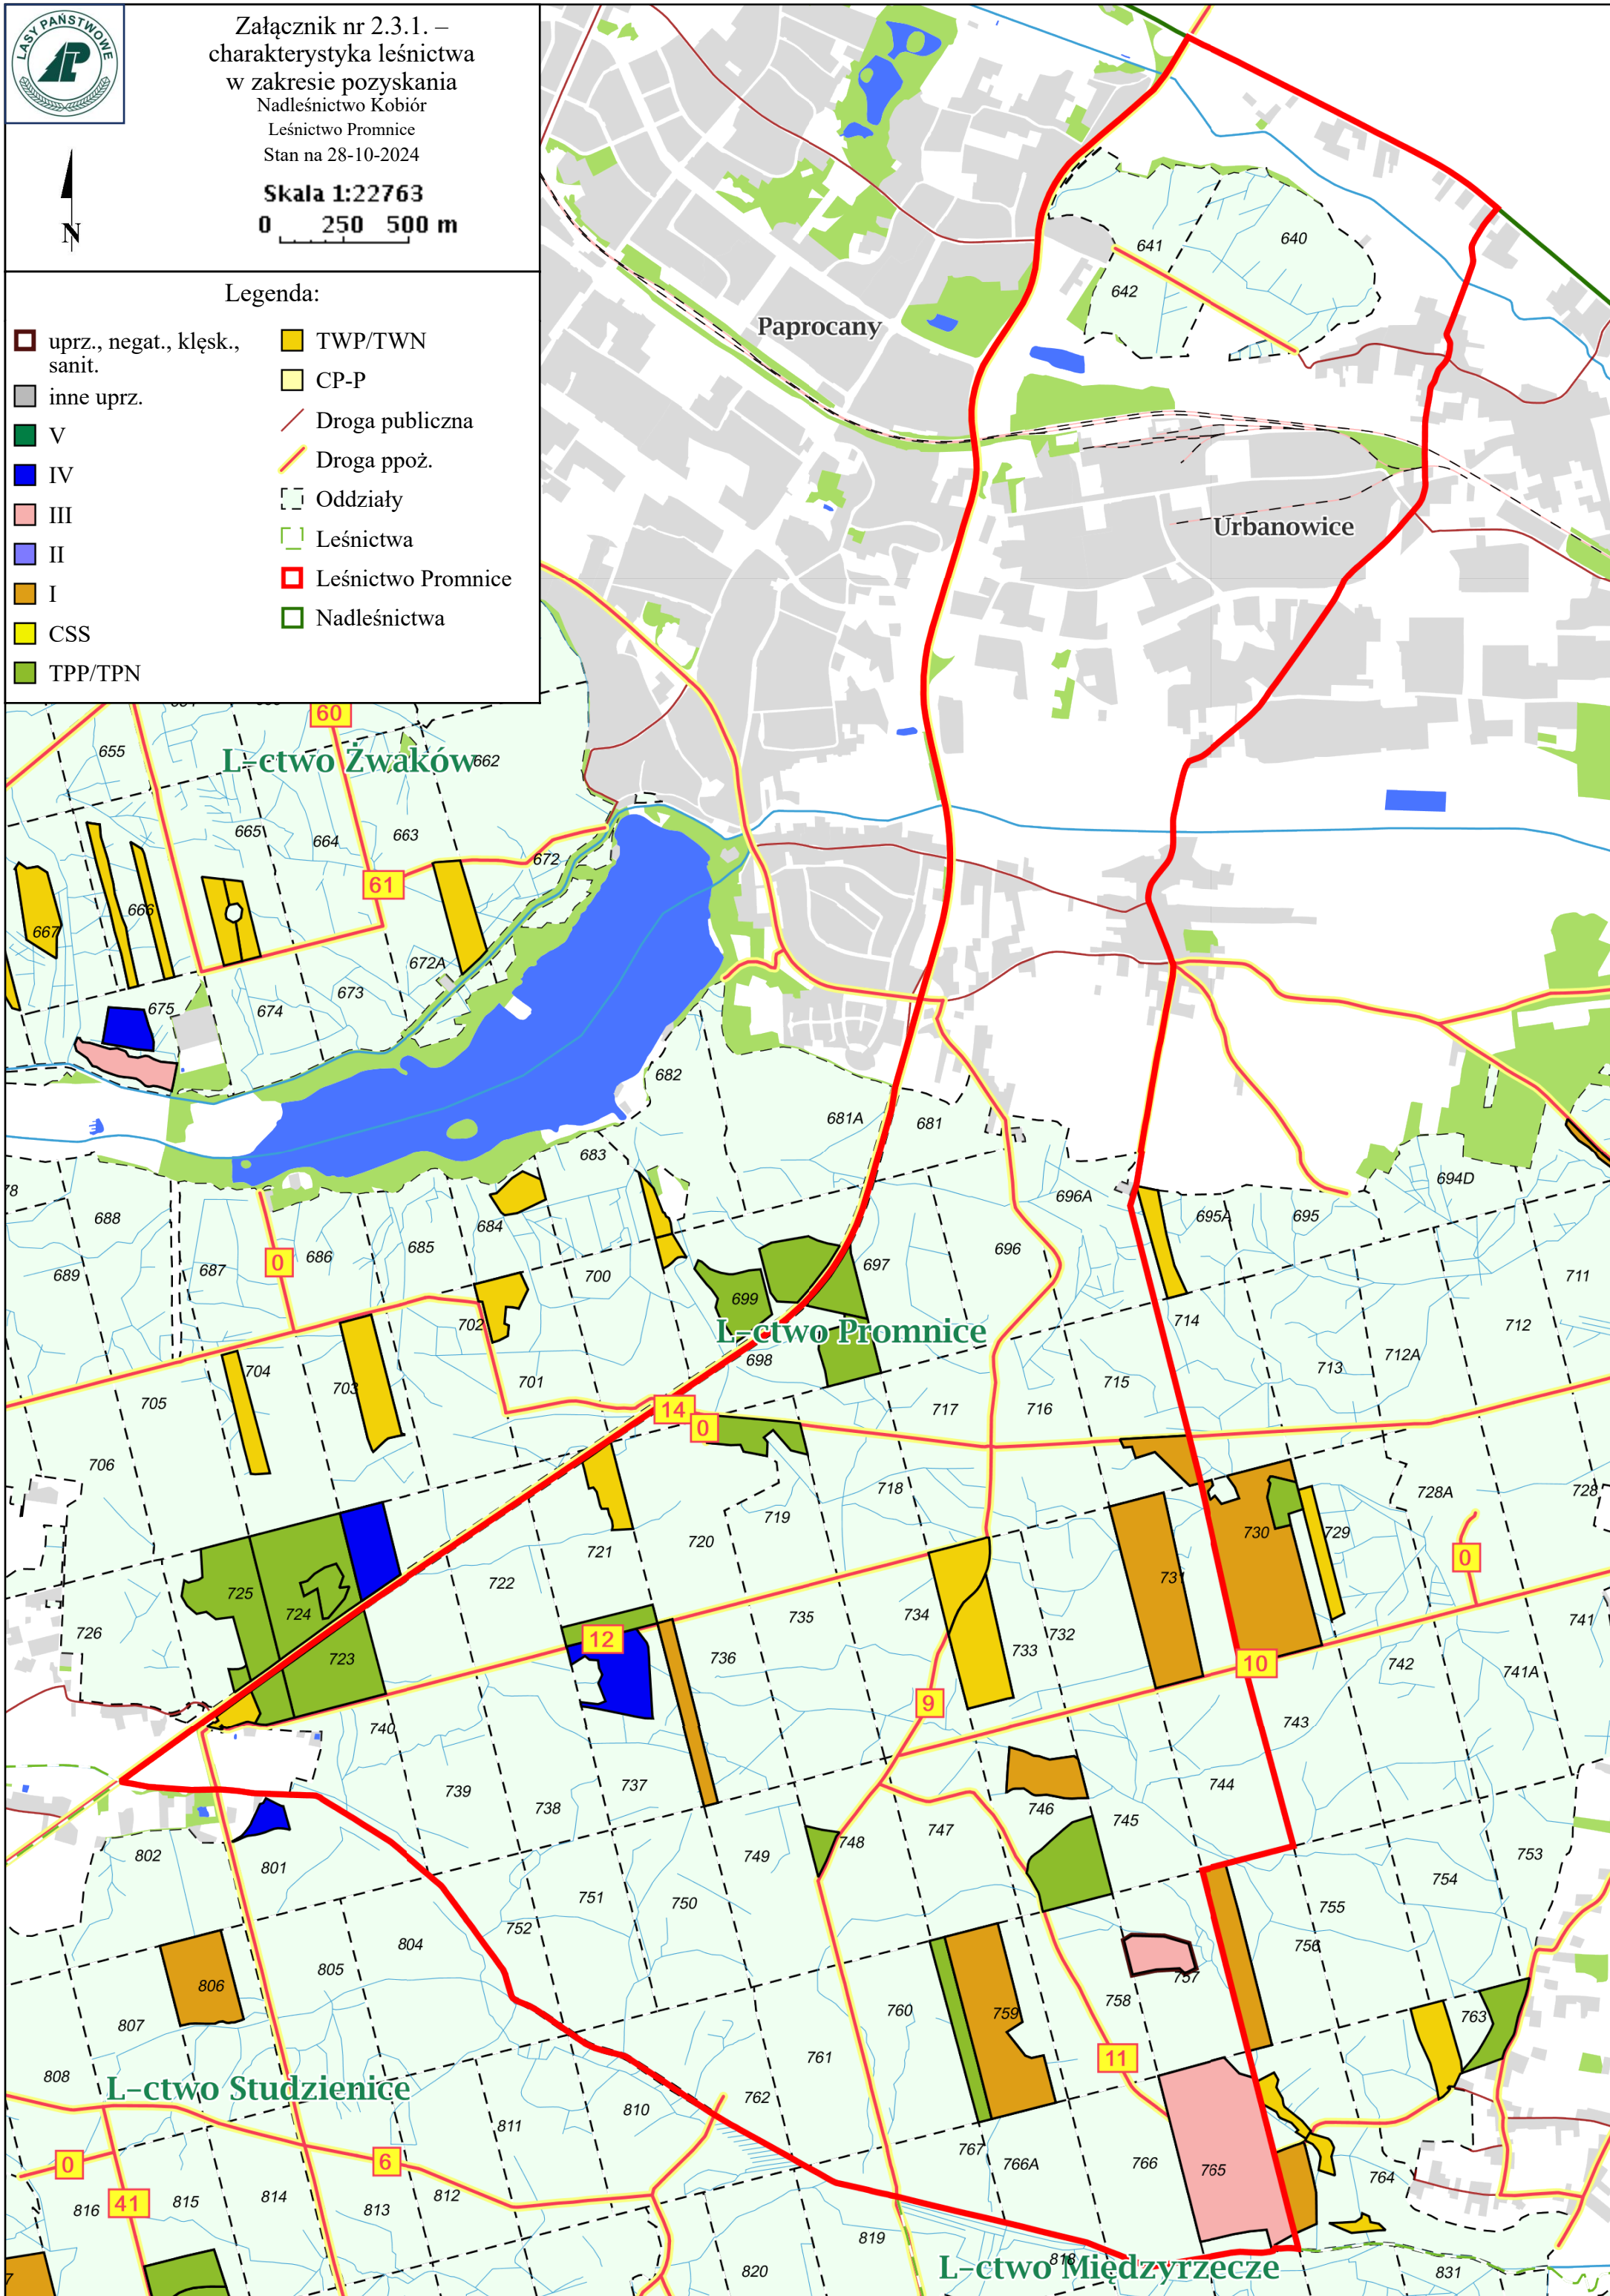 LASY PAŃSTWOWE
Załącznik nr 2.3.1. –
charakterystyka leśnictwa
w zakresie pozyskania
Nadleśnictwo Kobiór
Leśnictwo Promnice
Stan na 28-10-2024
Skala 1:22763
0 250 500 m
N
Legenda:
uprz., negat., klęsk.,
sanit.
inne uprz.
V
IV
III
II
I
CSS
TPP/TPN
TWP/TWN
CP-P
Droga publiczna
Droga ppoż.
Oddziały
Leśnictwa
Leśnictwo Promnice
Nadleśnictwa
641
640
642
Paprocany
Urbanowice
60
655
L-ctwo Żwaków
662
665
664
663
672
61
666
667
672A
675
674
673
682
681A
681
683
688
684
696A
694D
695A
695
689
687
0
686
685
700
697
696
711
699
702
714
712
L-ctwo Promnice
704
703
701
698
715
713
712A
705
14
0
717
716
706
718
719
728A
728
721
720
730
729
0
725
724
722
731
726
723
12
735
734
733
732
741
736
10
742
741A
740
9
743
739
738
737
744
746
745
747
748
749
753
802
801
751
750
754
755
752
804
756
805
757
806
758
760
759
763
807
761
11
808
L-ctwo Studzienice
762
810
811
767
766A
766
765
764
0
6
41
816
815
814
813
812
819
818
L-ctwo Międzyrzecze
820
831